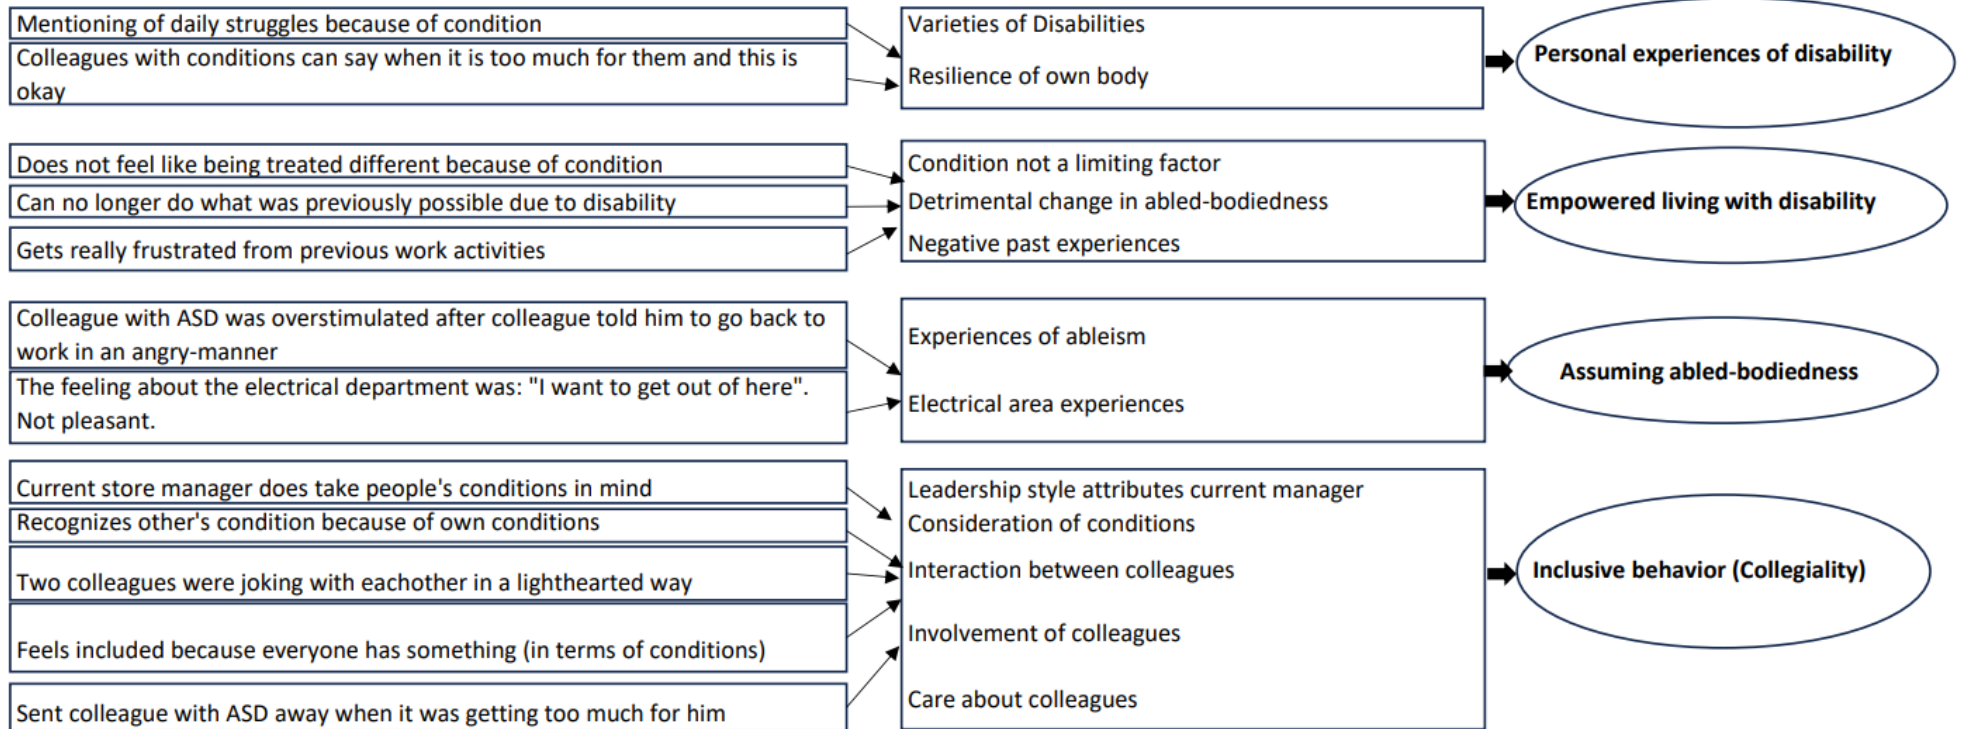 Mentioning of daily struggles because of condition
Colleagues with conditions can say when it is too much for them and this is
okay
Varieties of Disabilities
Resilience of own body
Personal experiences of disability
Does not feel like being treated different because of condition
Can no longer do what was previously possible due to disability
Gets really frustrated from previous work activities
Condition not a limiting factor
Detrimental change in abled-bodiedness
Negative past experiences
Empowered living with disability
Colleague with ASD was overstimulated after colleague told him to go back to
work in an angry-manner
The feeling about the electrical department was: "I want to get out of here".
Not pleasant.
Experiences of ableism
Electrical area experiences
Assuming abled-bodiedness
Current store manager does take people's conditions in mind
Recognizes other's condition because of own conditions
Two colleagues were joking with eachother in a lighthearted way
Feels included because everyone has something (in terms of conditions)
Sent colleague with ASD away when it was getting too much for him
Leadership style attributes current manager
Consideration of conditions
Interaction between colleagues
Involvement of colleagues
Care about colleagues
Inclusive behavior (Collegiality)